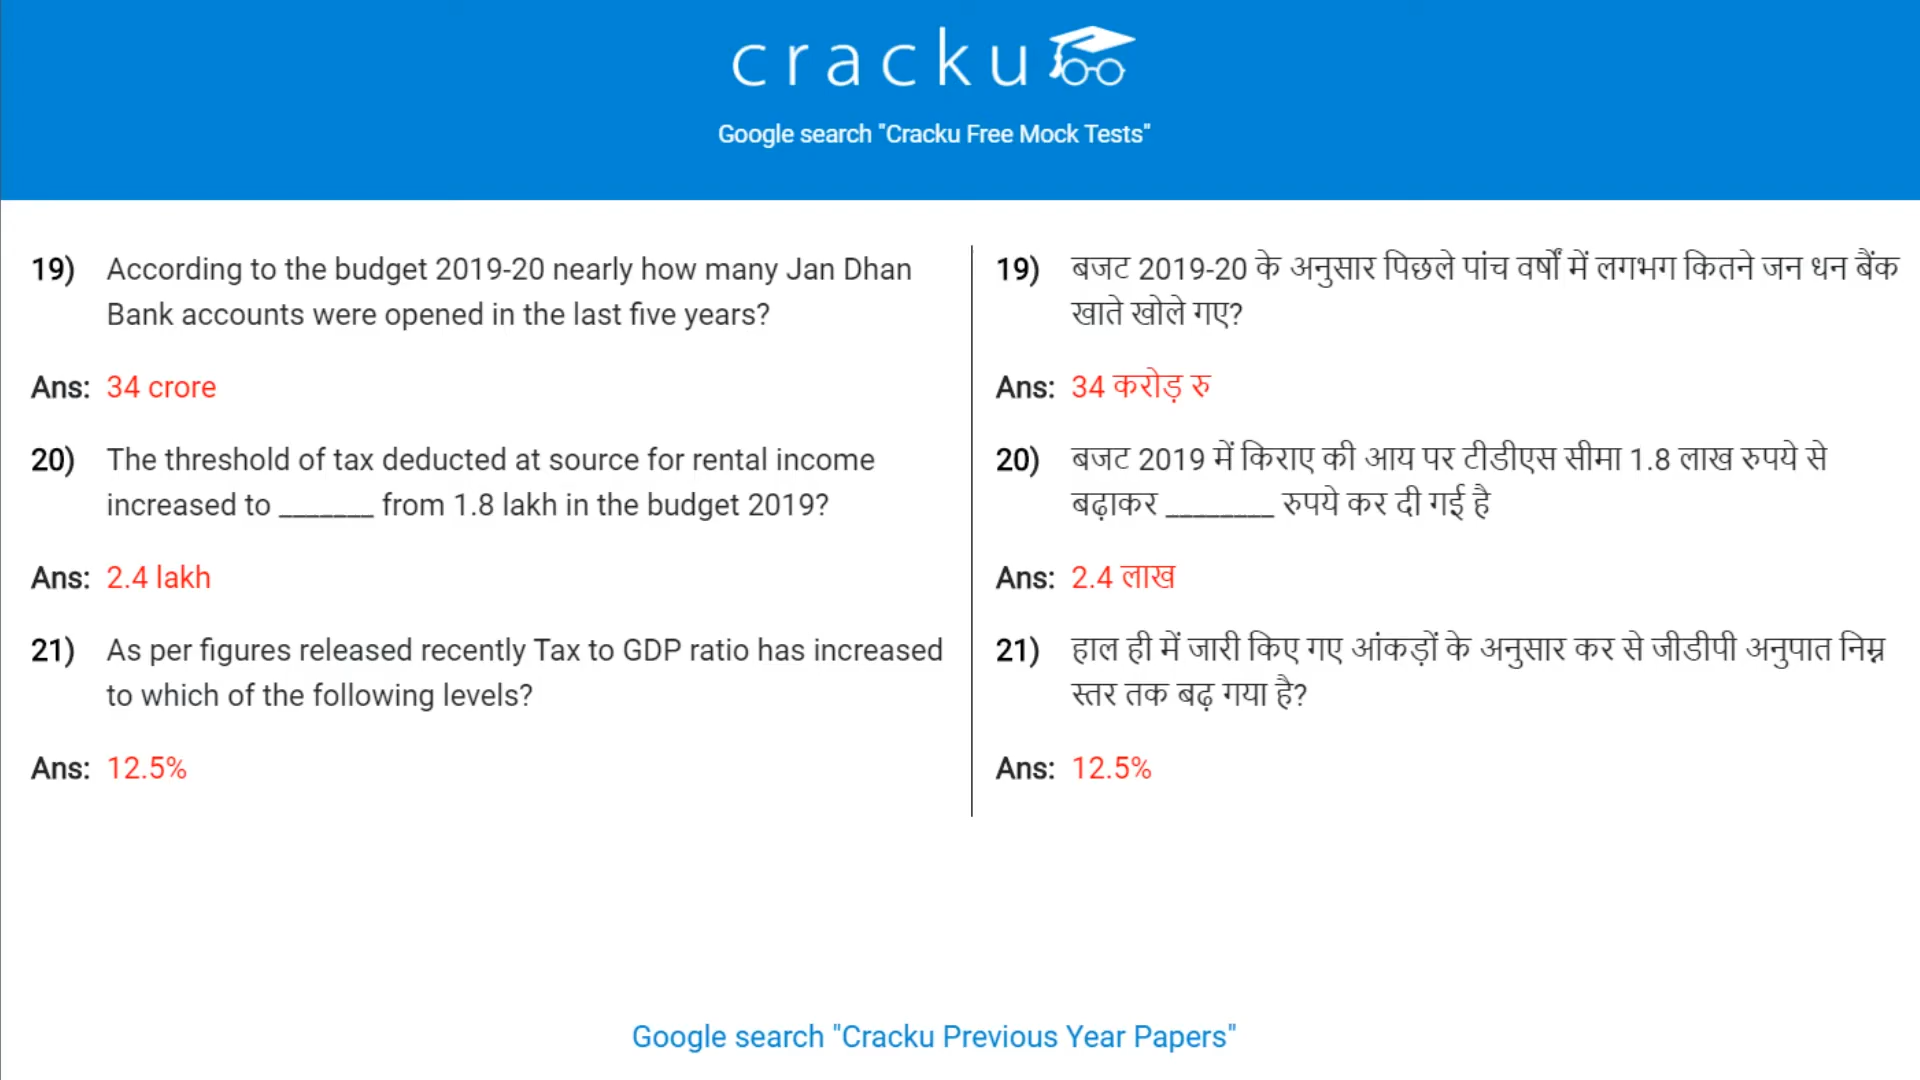 cracku
Google search "Cracku Free Mock Tests"
19) According to the budget 2019-20 nearly how many Jan Dhan
Bank accounts were opened in the last five years?
Ans: 34 crore
20) The threshold of tax deducted at source for rental income
increased to _______ from 1.8 lakh in the budget 2019?
Ans: 2.4 lakh
21) As per figures released recently Tax to GDP ratio has increased
to which of the following levels?
Ans: 12.5%
19) बजट 2019-20 के अनुसार पिछले पांच वर्षों में लगभग कितने जन धन बैंक
खाते खोले गए?
Ans: 34 करोड़ रु
20) बजट 2019 में किराए की आय पर टीडीएस सीमा 1.8 लाख रुपये से
बढ़ाकर ________ रुपये कर दी गई है
Ans: 2.4 लाख
21) हाल ही में जारी किए गए आंकड़ों के अनुसार कर से जीडीपी अनुपात निम्न
स्तर तक बढ़ गया है?
Ans: 12.5%
Google search "Cracku Previous Year Papers"